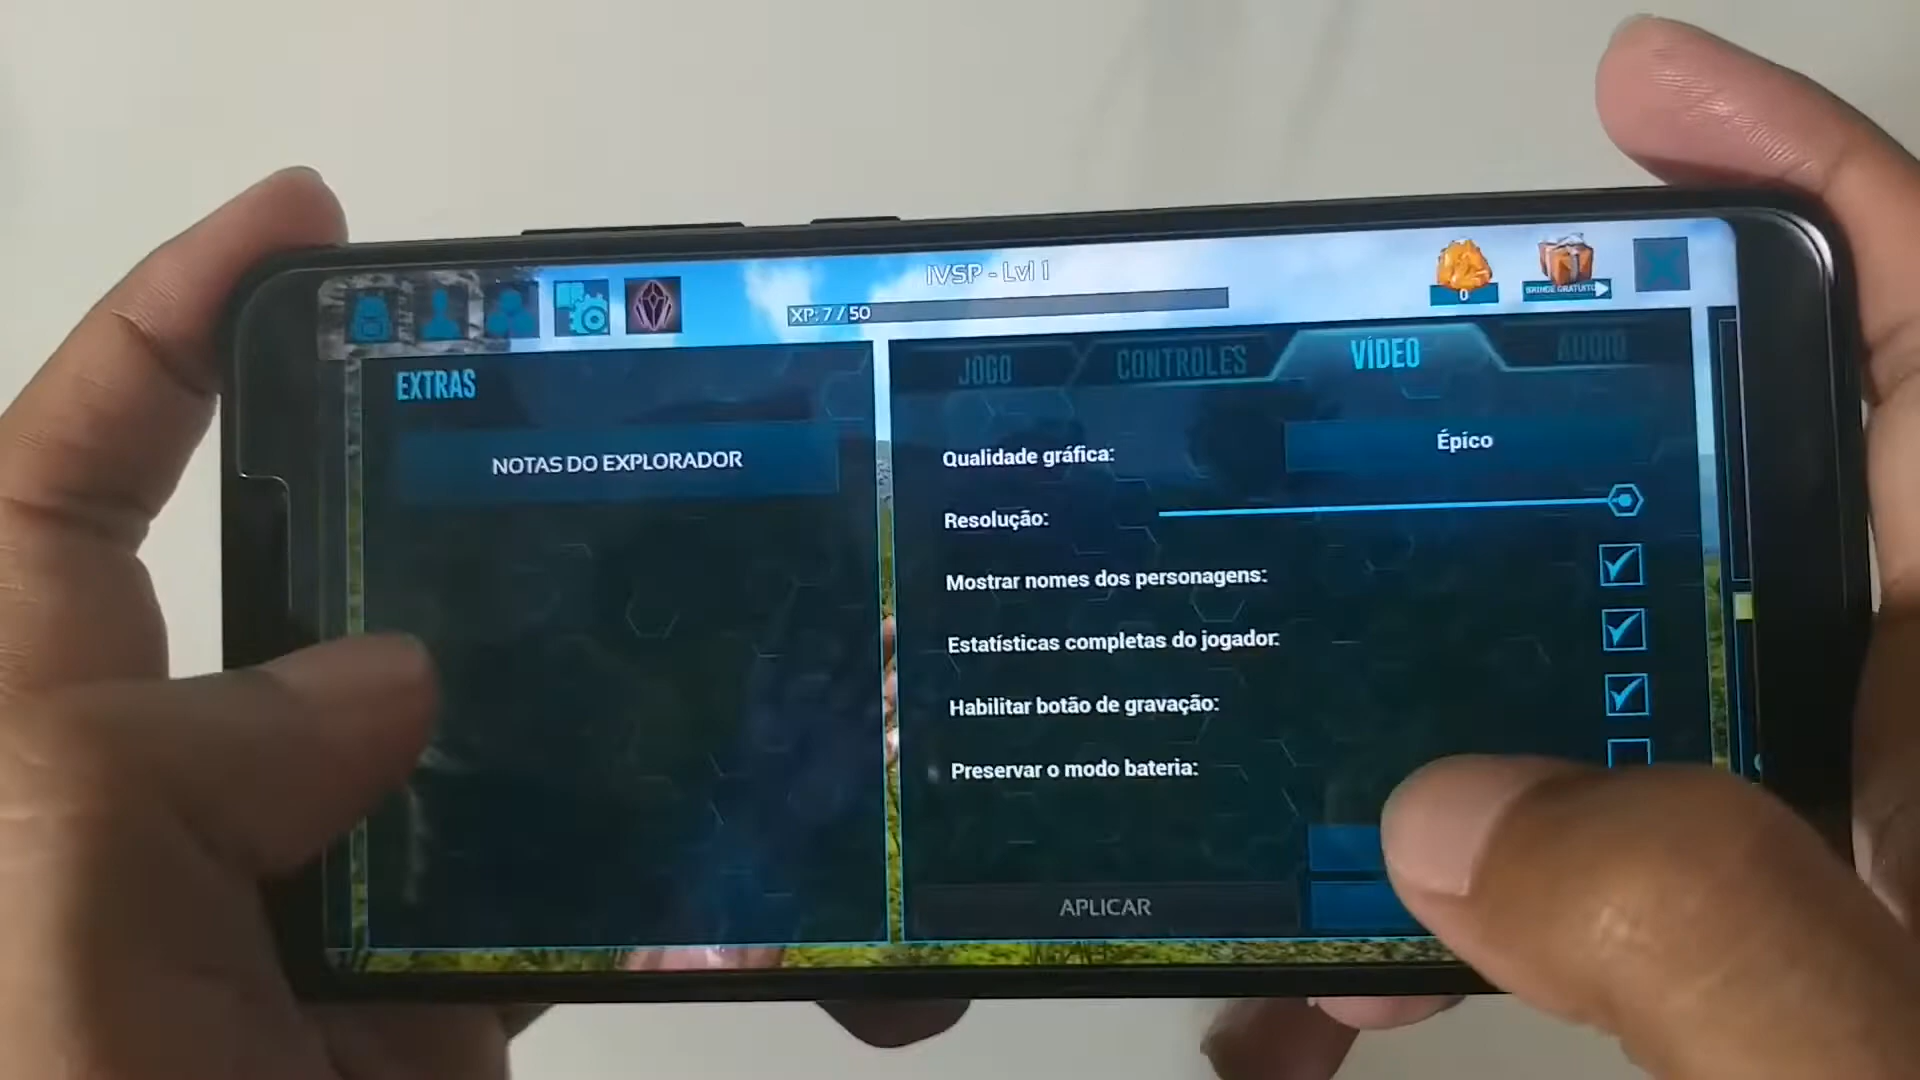 IVSP - Lvl 1
XP: 7 / 50
0
BRINDE GRATUITO
EXTRAS
NOTAS DO EXPLORADOR
JOGO
CONTROLES
VÍDEO
ÁUDIO
Qualidade gráfica:
Épico
Resolução:
Mostrar nomes dos personagens:
Estatísticas completas do jogador:
Habilitar botão de gravação:
Preservar o modo bateria:
APLICAR